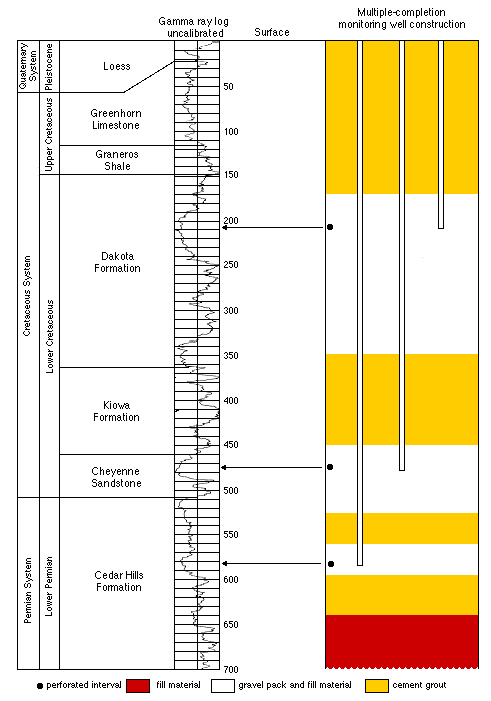 Gamma ray log
uncalibrated
Surface
Multiple-completion
monitoring well construction
Quaternary
System
Pleistocene
Loess
50
Upper Cretaceous
Greenhorn
Limestone
100
Graneros
Shale
150
Cretaceous System
Lower Cretaceous
200
Dakota
Formation
250
300
350
Kiowa
Formation
400
450
Cheyenne
Sandstone
500
Permian System
Lower Permian
550
Cedar Hills
Formation
600
650
700
perforated interval
fill material
gravel pack and fill material
cement grout